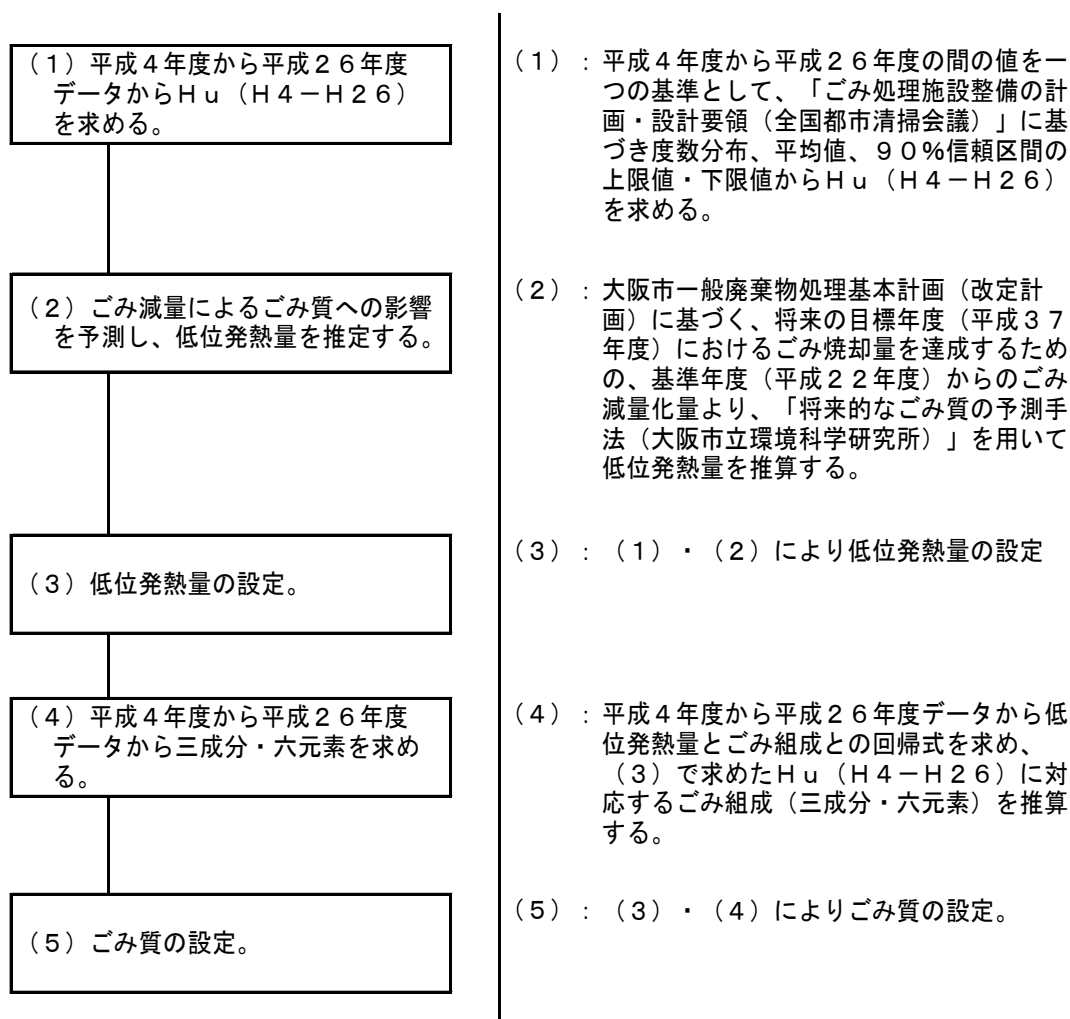 （１）平成４年度から平成２６年度
データからＨｕ（Ｈ４－Ｈ２６）
を求める。
（１）：平成４年度から平成２６年度の間の値を一
つの基準として、「ごみ処理施設整備の計
画・設計要領（全国都市清掃会議）」に基
づき度数分布、平均値、９０％信頼区間の
上限値・下限値からＨｕ（Ｈ４－Ｈ２６）
を求める。
（２）ごみ減量によるごみ質への影響
を予測し、低位発熱量を推定する。
（２）：大阪市一般廃棄物処理基本計画（改定計
画）に基づく、将来の目標年度（平成３７
年度）におけるごみ焼却量を達成するため
の、基準年度（平成２２年度）からのごみ
減量化量より、「将来的なごみ質の予測手
法（大阪市立環境科学研究所）」を用いて
低位発熱量を推算する。
（３）低位発熱量の設定。
（３）：（１）・（２）により低位発熱量の設定
（４）平成４年度から平成２６年度
データから三成分・六元素を求め
る。
（４）：平成４年度から平成２６年度データから低
位発熱量とごみ組成との回帰式を求め、
（３）で求めたＨｕ（Ｈ４－Ｈ２６）に対
応するごみ組成（三成分・六元素）を推算
する。
（５）ごみ質の設定。
（５）：（３）・（４）によりごみ質の設定。